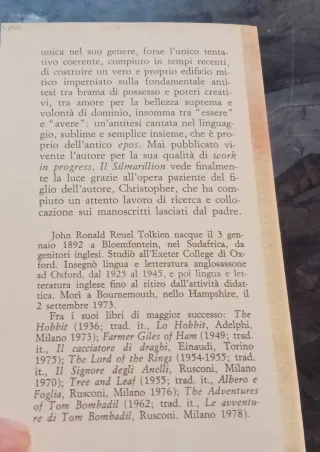 unica nel suo genere, forse l'unico tenta-
tivo coerente, compiuto in tempi recenti,
di costruire un vero e proprio edificio mi-
tico imperniato sulla fondamentale anti-
tesi tra brama di possesso e poteri creati-
vi, tra amore per la bellezza suprema e
volontà di dominio, insomma tra "essere"
e "avere": un'antitesi cantata nel linguag-
gio, sublime e semplice insieme, che è pro-
prio dell'antico epos. Mai pubblicato vi-
vente l'autore per la sua qualità di work
in progress, Il Silmarillion vede finalmen-
te la luce grazie all'opera paziente del fi-
glio dell'autore, Christopher, che ha com-
piuto un attento lavoro di ricerca e collo-
cazione sui manoscritti lasciati dal padre.
John Ronald Reuel Tolkien nacque il 3 gen-
naio 1892 a Bloemfontein, nel Sudafrica, da
genitori inglesi. Studiò all'Exeter College di Ox-
ford. Insegnò lingua e letteratura anglosassone
ad Oxford, dal 1925 al 1945, e poi lingua e let-
teratura inglese fino al ritiro dall'attività didat-
tica. Morì a Bournemouth, nello Hampshire, il
2 settembre 1973.
Fra i suoi libri di maggior successo: The
Hobbit (1936; trad. it., Lo Hobbit, Adelphi,
Milano 1973); Farmer Giles of Ham (1949; trad.
it., Il cacciatore di draghi, Einaudi, Torino
1975); The Lord of the Rings (1954-1955; trad.
it., Il Signore degli Anelli, Rusconi, Milano
1970); Tree and Leaf (1955; trad. it., Albero e
Foglia, Rusconi, Milano 1976); The Adventures
of Tom Bombadil (1962; trad. it., Le avventu-
re di Tom Bombadil, Rusconi, Milano 1978).